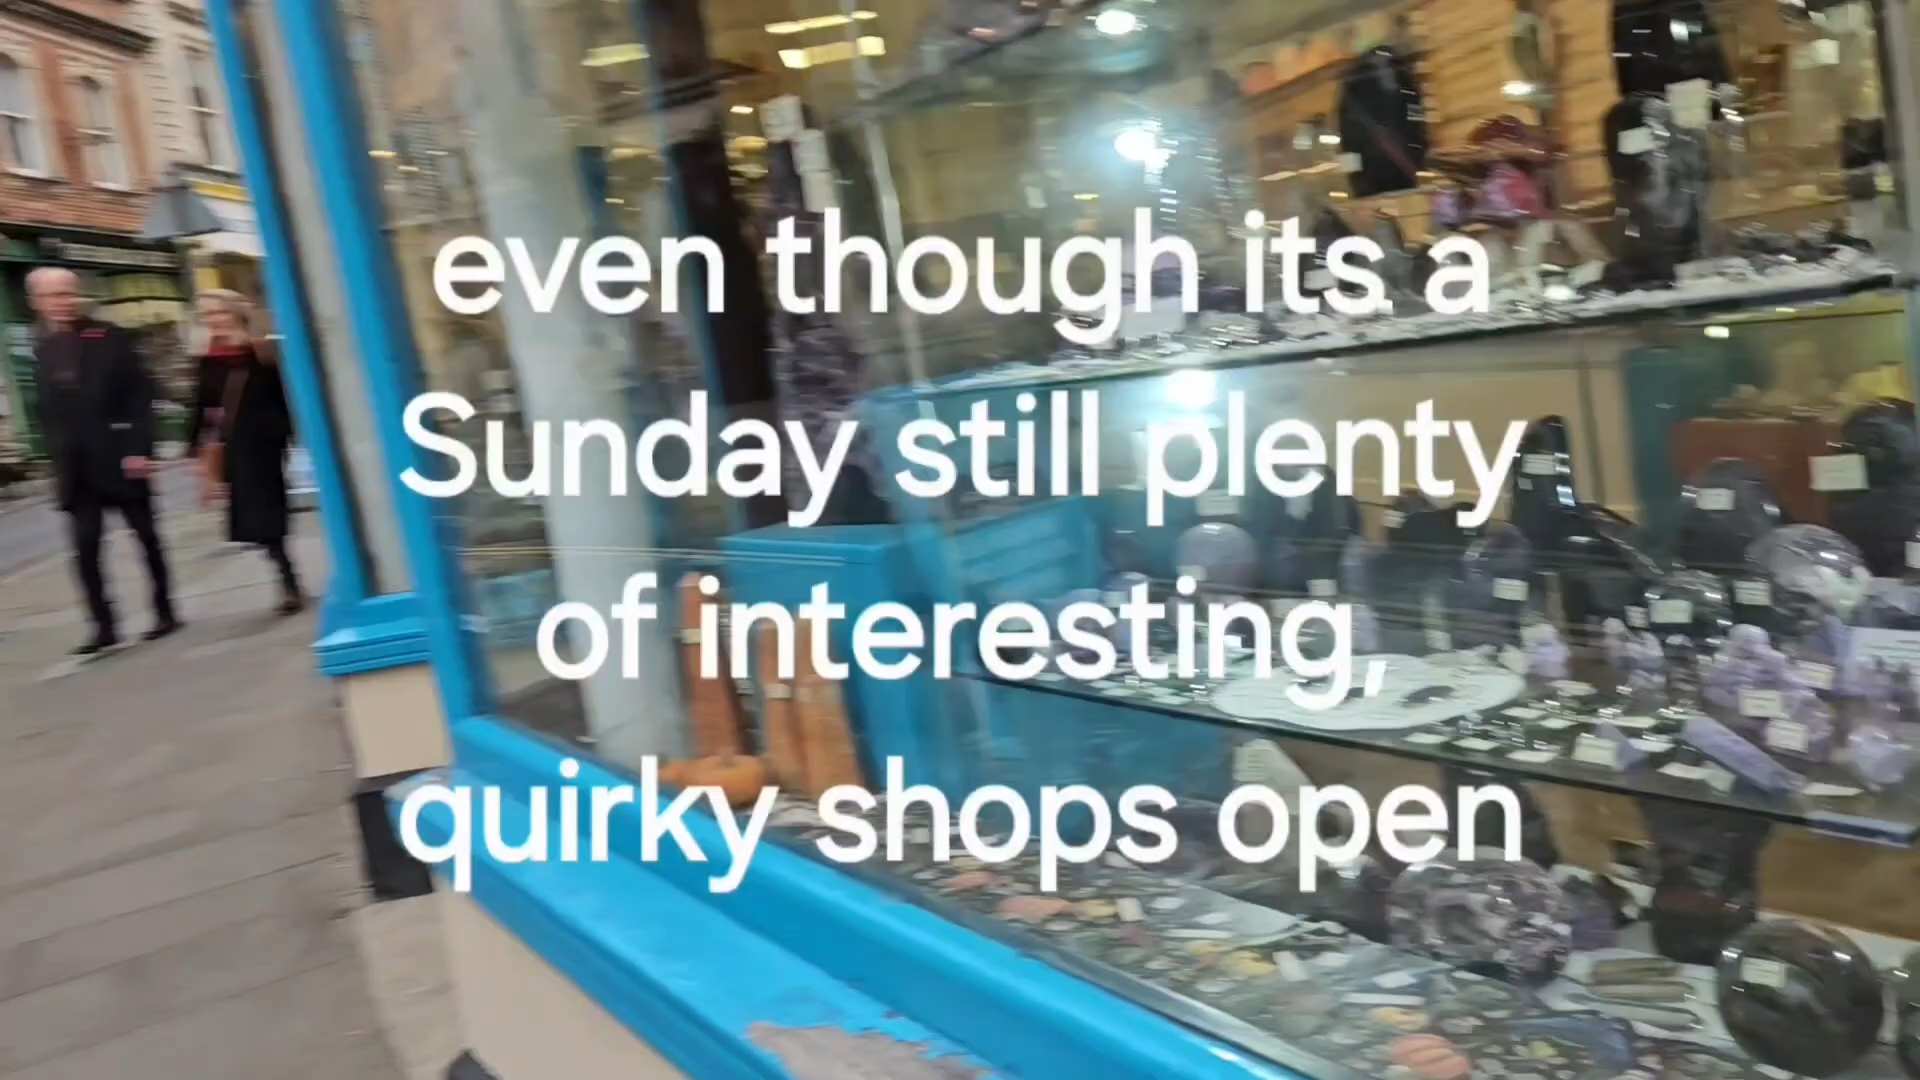 even though its a
Sunday still plenty
of interesting,
quirky shops open